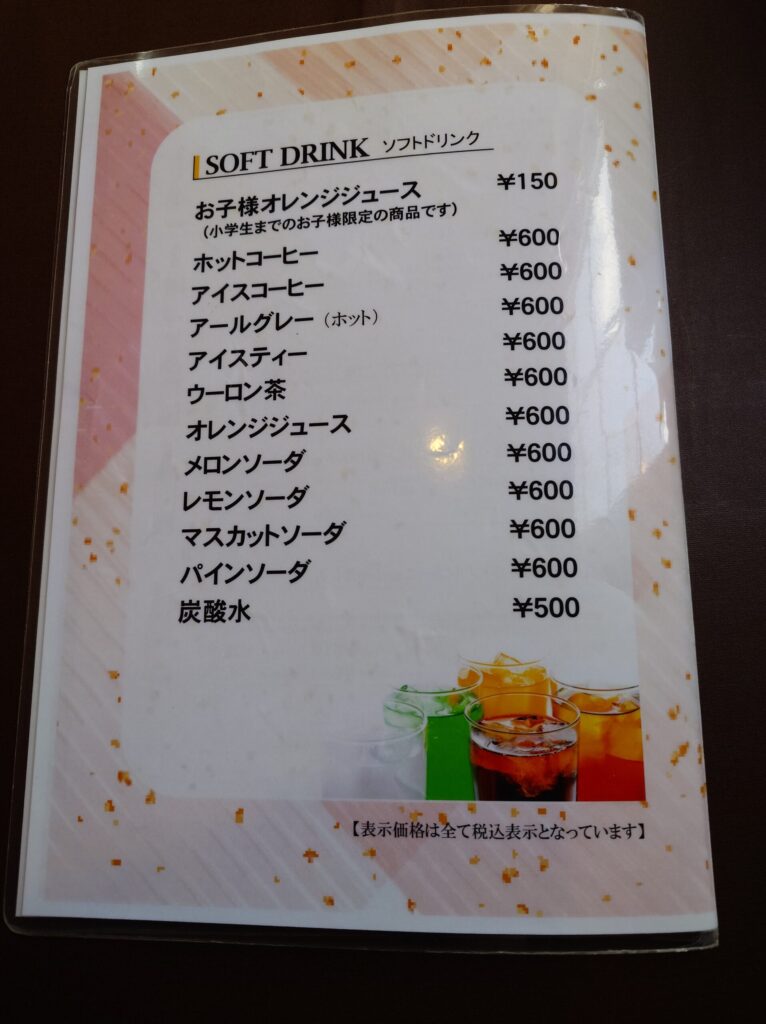 SOFT DRINK ソフトドリンク
お子様オレンジジュース ¥150
(小学生までのお子様限定の商品です)
ホットコーヒー ¥600
アイスコーヒー ¥600
アールグレー(ホット) ¥600
アイスティー ¥600
ウーロン茶 ¥600
オレンジジュース ¥600
メロンソーダ ¥600
レモンソーダ ¥600
マスカットソーダ ¥600
パインソーダ ¥600
炭酸水 ¥500
【表示価格は全て税込表示となっています】